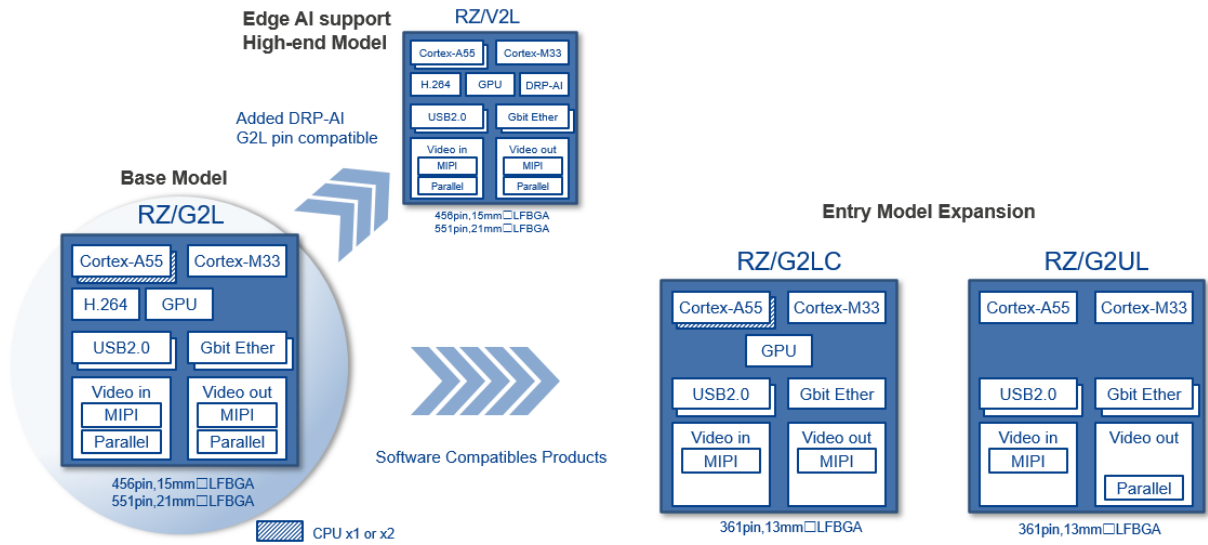 Edge AI support
High-end Model
RZ/V2L
Cortex-A55
Cortex-M33
H.264
GPU
DRP-AI
USB2.0
Gbit Ether
Video in
MIPI
Parallel
Video out
MIPI
Parallel
456pin,15mm□LFBGA
551pin,21mm□LFBGA
Added DRP-AI
G2L pin compatible
Base Model
RZ/G2L
Cortex-A55
Cortex-M33
H.264
GPU
USB2.0
Gbit Ether
Video in
MIPI
Parallel
Video out
MIPI
Parallel
456pin,15mm□LFBGA
551pin,21mm□LFBGA
CPU x1 or x2
Software Compatibles Products
Entry Model Expansion
RZ/G2LC
Cortex-A55
Cortex-M33
GPU
USB2.0
Gbit Ether
Video in
MIPI
Video out
MIPI
361pin,13mm□LFBGA
RZ/G2UL
Cortex-A55
Cortex-M33
USB2.0
Gbit Ether
Video in
MIPI
Video out
Parallel
361pin,13mm□LFBGA